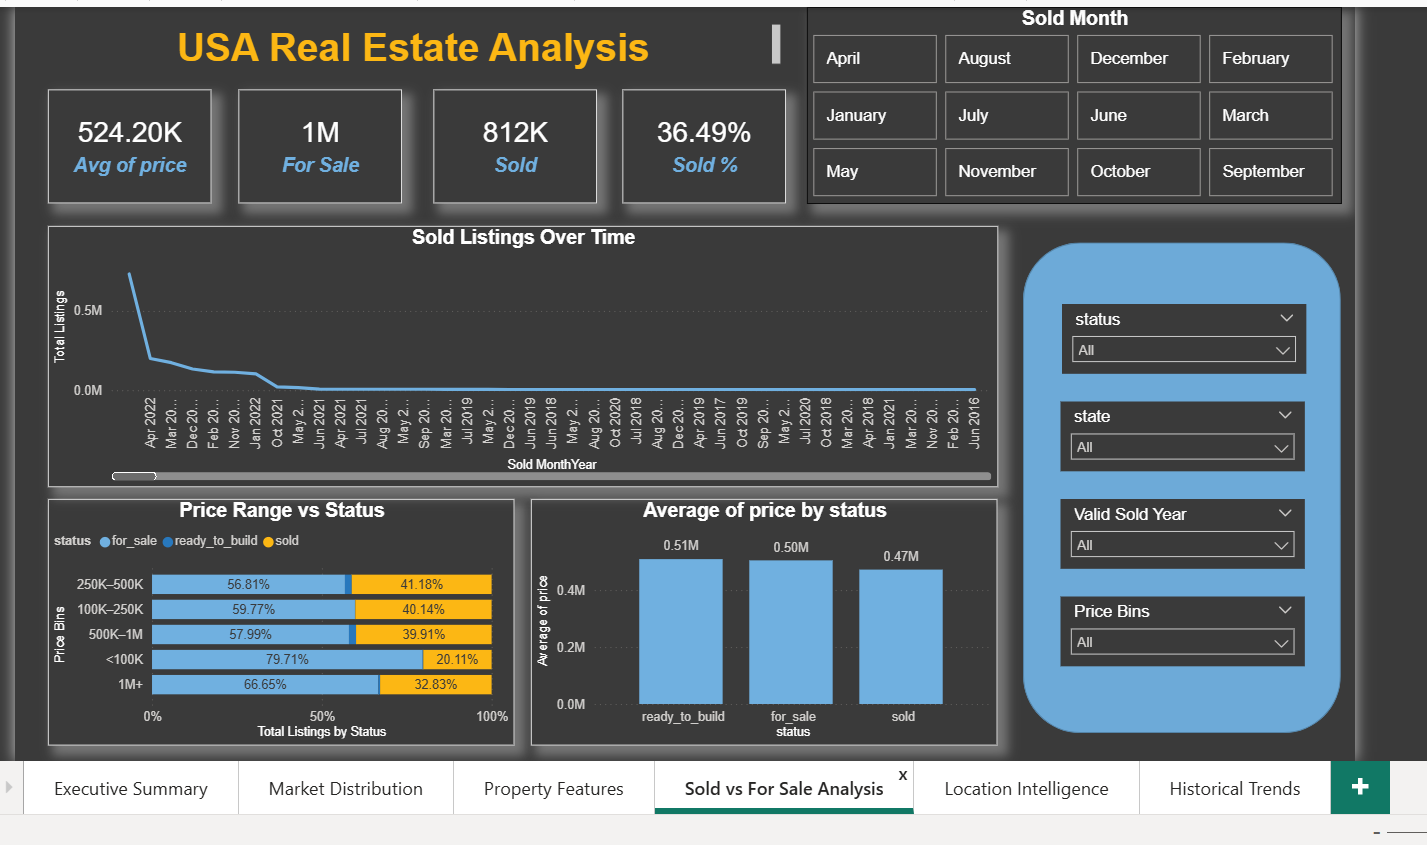 USA Real Estate Analysis
524.20K
Avg of price
1M
For Sale
812K
Sold
36.49%
Sold %
Sold Month
April
August
December
February
January
July
June
March
May
November
October
September
Sold Listings Over Time
Total Listings
0.5M
0.0M
Apr 2022
Mar 20...
Dec 20...
Feb 20...
Nov 20...
Jan 2022
Oct 2021
May 2...
Jun 2021
Apr 2021
Jul 2021
Aug 20...
May 2...
Sep 20...
Mar 20...
Jul 2019
May 2...
Dec 20...
Jun 2019
Jun 2018
May 2...
Aug 20...
Oct 2020
Jul 2018
Aug 20...
Dec 20...
Apr 2019
Jun 2017
Oct 2019
Sep 20...
May 2...
Jul 2020
Oct 2018
Mar 20...
Apr 2018
Jan 2021
Mar 20...
Nov 20...
Feb 20...
Jun 2016
Sold MonthYear
status
All
state
All
Valid Sold Year
All
Price Bins
All
Price Range vs Status
status for_sale ready_to_build sold
Price Bins
250K–500K 56.81% 41.18%
100K–250K 59.77% 40.14%
500K–1M 57.99% 39.91%
<100K 79.71% 20.11%
1M+ 66.65% 32.83%
0% 50% 100%
Total Listings by Status
Average of price by status
Average of price
0.4M
0.2M
0.0M
0.51M
0.50M
0.47M
ready_to_build for_sale sold
status
Executive Summary
Market Distribution
Property Features
Sold vs For Sale Analysis
x
Location Intelligence
Historical Trends
+